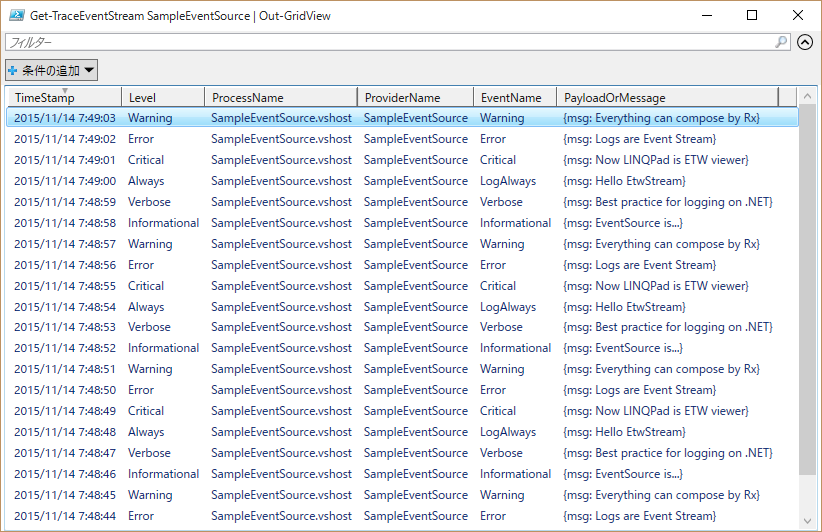 Get-TraceEventStream SampleEventSource | Out-GridView
フィルター
条件の追加
TimeStamp Level ProcessName ProviderName EventName PayloadOrMessage
2015/11/14 7:49:03 Warning SampleEventSource.vshost SampleEventSource Warning {msg: Everything can compose by Rx}
2015/11/14 7:49:02 Error SampleEventSource.vshost SampleEventSource Error {msg: Logs are Event Stream}
2015/11/14 7:49:01 Critical SampleEventSource.vshost SampleEventSource Critical {msg: Now LINQPad is ETW viewer}
2015/11/14 7:49:00 Always SampleEventSource.vshost SampleEventSource LogAlways {msg: Hello EtwStream}
2015/11/14 7:48:59 Verbose SampleEventSource.vshost SampleEventSource Verbose {msg: Best practice for logging on .NET}
2015/11/14 7:48:58 Informational SampleEventSource.vshost SampleEventSource Informational {msg: EventSource is...}
2015/11/14 7:48:57 Warning SampleEventSource.vshost SampleEventSource Warning {msg: Everything can compose by Rx}
2015/11/14 7:48:56 Error SampleEventSource.vshost SampleEventSource Error {msg: Logs are Event Stream}
2015/11/14 7:48:55 Critical SampleEventSource.vshost SampleEventSource Critical {msg: Now LINQPad is ETW viewer}
2015/11/14 7:48:54 Always SampleEventSource.vshost SampleEventSource LogAlways {msg: Hello EtwStream}
2015/11/14 7:48:53 Verbose SampleEventSource.vshost SampleEventSource Verbose {msg: Best practice for logging on .NET}
2015/11/14 7:48:52 Informational SampleEventSource.vshost SampleEventSource Informational {msg: EventSource is...}
2015/11/14 7:48:51 Warning SampleEventSource.vshost SampleEventSource Warning {msg: Everything can compose by Rx}
2015/11/14 7:48:50 Error SampleEventSource.vshost SampleEventSource Error {msg: Logs are Event Stream}
2015/11/14 7:48:49 Critical SampleEventSource.vshost SampleEventSource Critical {msg: Now LINQPad is ETW viewer}
2015/11/14 7:48:48 Always SampleEventSource.vshost SampleEventSource LogAlways {msg: Hello EtwStream}
2015/11/14 7:48:47 Verbose SampleEventSource.vshost SampleEventSource Verbose {msg: Best practice for logging on .NET}
2015/11/14 7:48:46 Informational SampleEventSource.vshost SampleEventSource Informational {msg: EventSource is...}
2015/11/14 7:48:45 Warning SampleEventSource.vshost SampleEventSource Warning {msg: Everything can compose by Rx}
2015/11/14 7:48:44 Error SampleEventSource.vshost SampleEventSource Error {msg: Logs are Event Stream}